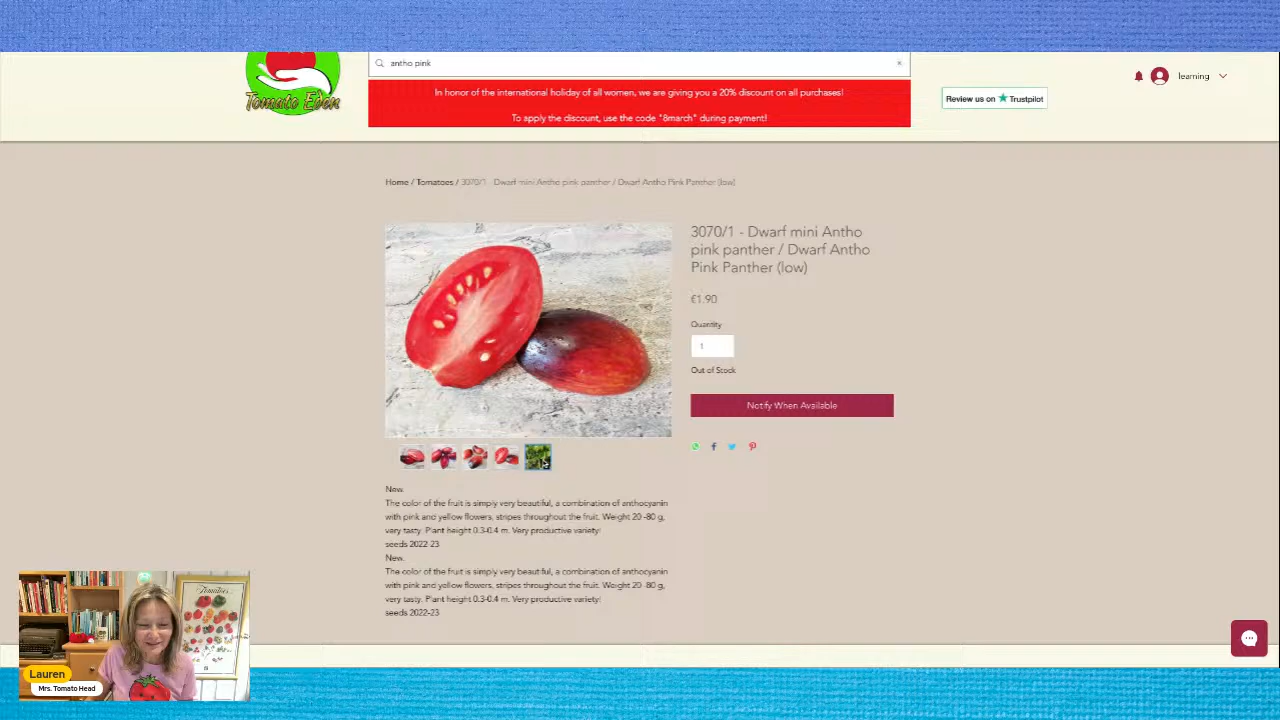 antho pink
Tomato Eden
In honor of the international holiday of all women, we are giving you a 20% discount on all purchases!
To apply the discount, use the code "8march" during payment!
learning
Review us on Trustpilot
Home / Tomatoes / 3070/1 - Dwarf mini Antho pink panther / Dwarf Antho Pink Panther (low)
3070/1 - Dwarf mini Antho
pink panther / Dwarf Antho
Pink Panther (low)
€1.90
Quantity
1
Out of Stock
Notify When Available
New.
The color of the fruit is simply very beautiful, a combination of anthocyanin
with pink and yellow flowers, stripes throughout the fruit. Weight 20 -80 g,
very tasty. Plant height 0.3-0.4 m. Very productive variety!
seeds 2022-23
New.
The color of the fruit is simply very beautiful, a combination of anthocyanin
with pink and yellow flowers, stripes throughout the fruit. Weight 20 -80 g,
very tasty. Plant height 0.3-0.4 m. Very productive variety!
seeds 2022-23
Tomatoes
Lauren
Mrs. Tomato Head